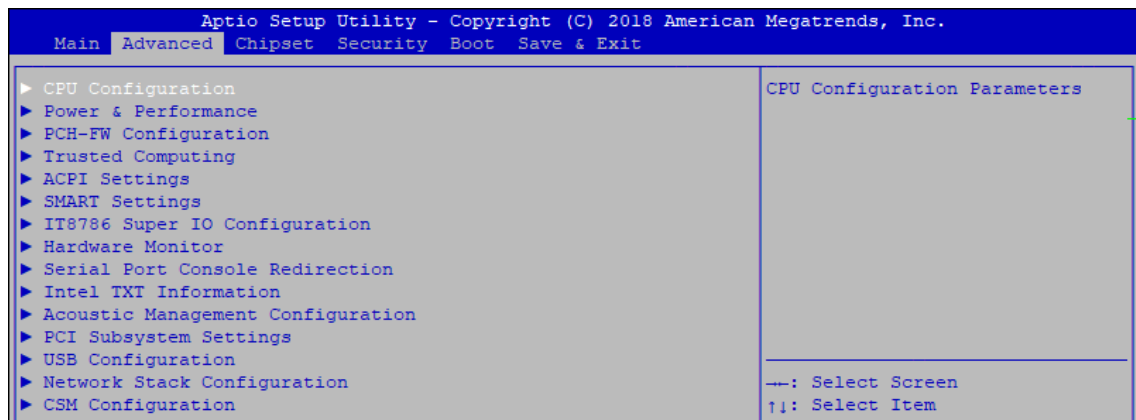 Aptio Setup Utility - Copyright (C) 2018 American Megatrends, Inc.
Main Advanced Chipset Security Boot Save & Exit
► CPU Configuration
► Power & Performance
► PCH-FW Configuration
► Trusted Computing
► ACPI Settings
► SMART Settings
► IT8786 Super IO Configuration
► Hardware Monitor
► Serial Port Console Redirection
► Intel TXT Information
► Acoustic Management Configuration
► PCI Subsystem Settings
► USB Configuration
► Network Stack Configuration
► CSM Configuration
CPU Configuration Parameters
→←: Select Screen
↑↓: Select Item